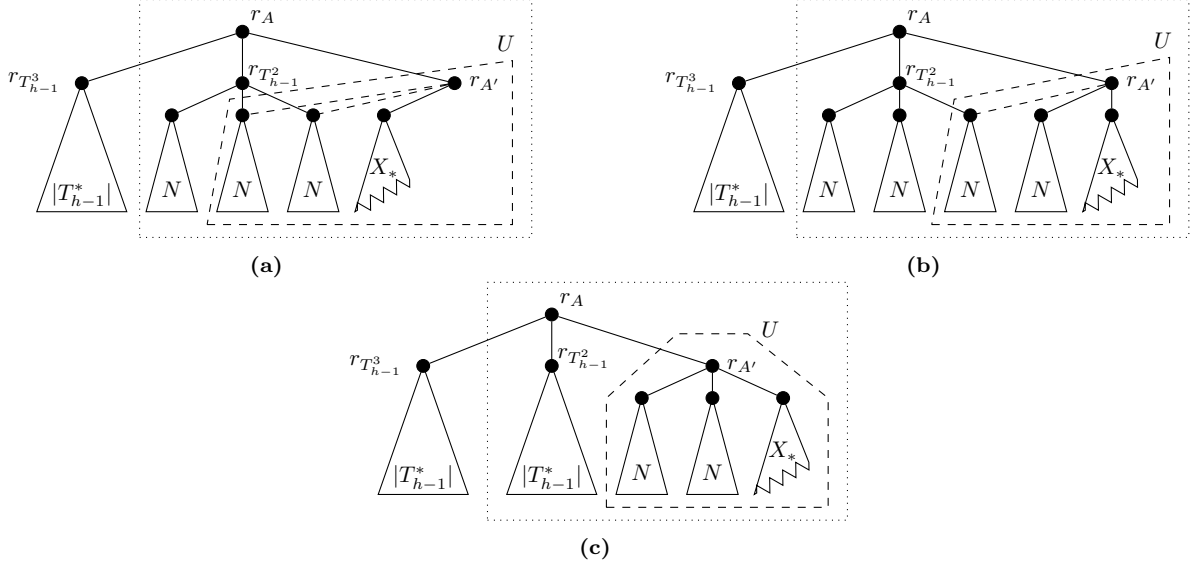 r_A
U
r_{T^3_{h-1}}
r_{T^2_{h-1}}
r_{A'}
|T^*_{h-1}|
N
N
N
X_*
(a)
r_A
U
r_{T^3_{h-1}}
r_{T^2_{h-1}}
r_{A'}
|T^*_{h-1}|
N
N
N
N
X_*
(b)
r_A
U
r_{T^3_{h-1}}
r_{T^2_{h-1}}
r_{A'}
|T^*_{h-1}|
|T^*_{h-1}|
N
N
X_*
(c)